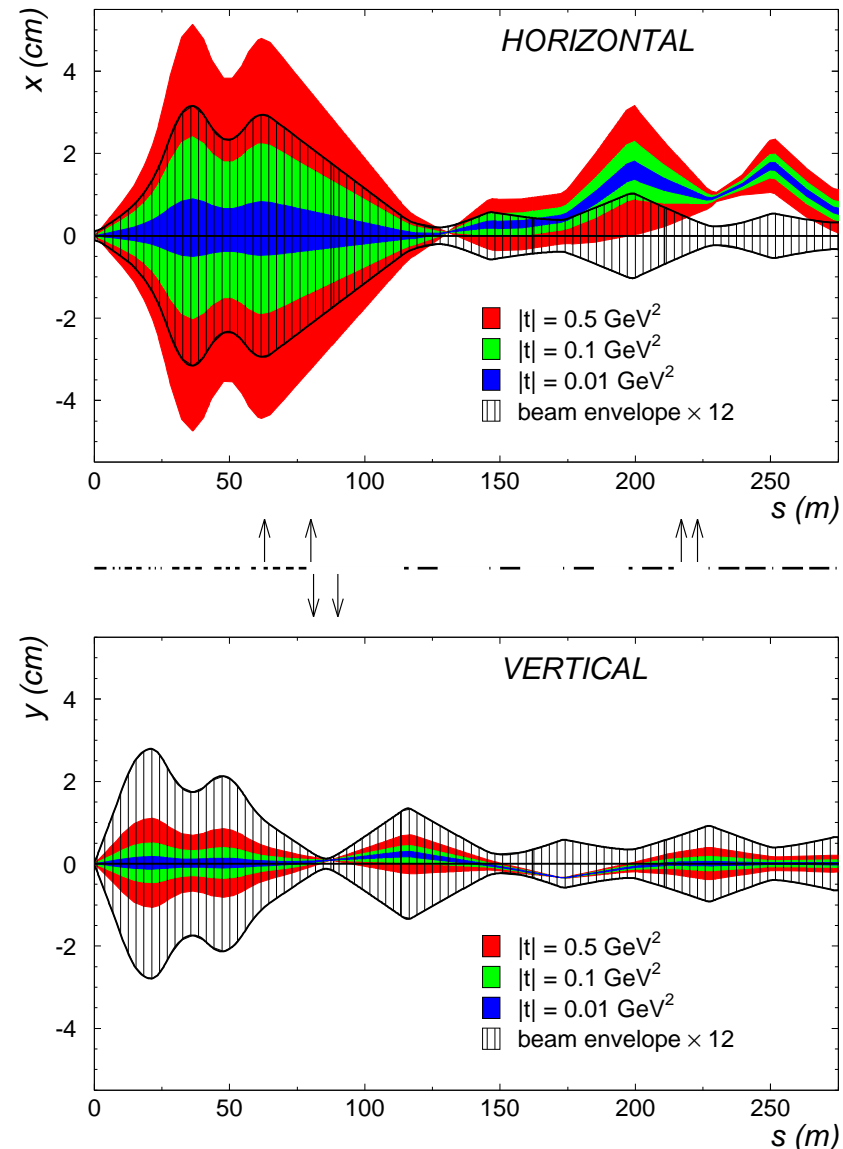 x (cm)
HORIZONTAL
4
2
0
-2
-4
|t| = 0.5 GeV²
|t| = 0.1 GeV²
|t| = 0.01 GeV²
beam envelope × 12
0 50 100 150 200 250
s (m)
y (cm)
VERTICAL
4
2
0
-2
-4
|t| = 0.5 GeV²
|t| = 0.1 GeV²
|t| = 0.01 GeV²
beam envelope × 12
0 50 100 150 200 250
s (m)